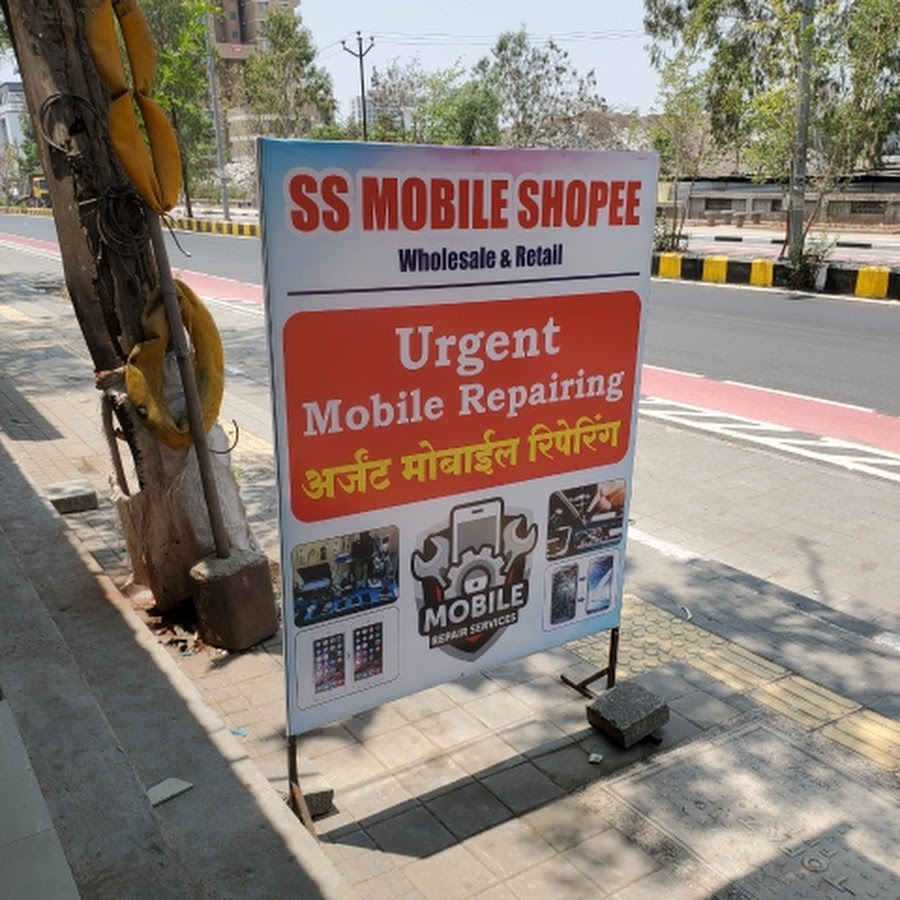 SS MOBILE SHOPEE
Wholesale & Retail
Urgent
Mobile Repairing
अर्जंट मोबाईल रिपेरिंग
MOBILE
REPAIR SERVICES